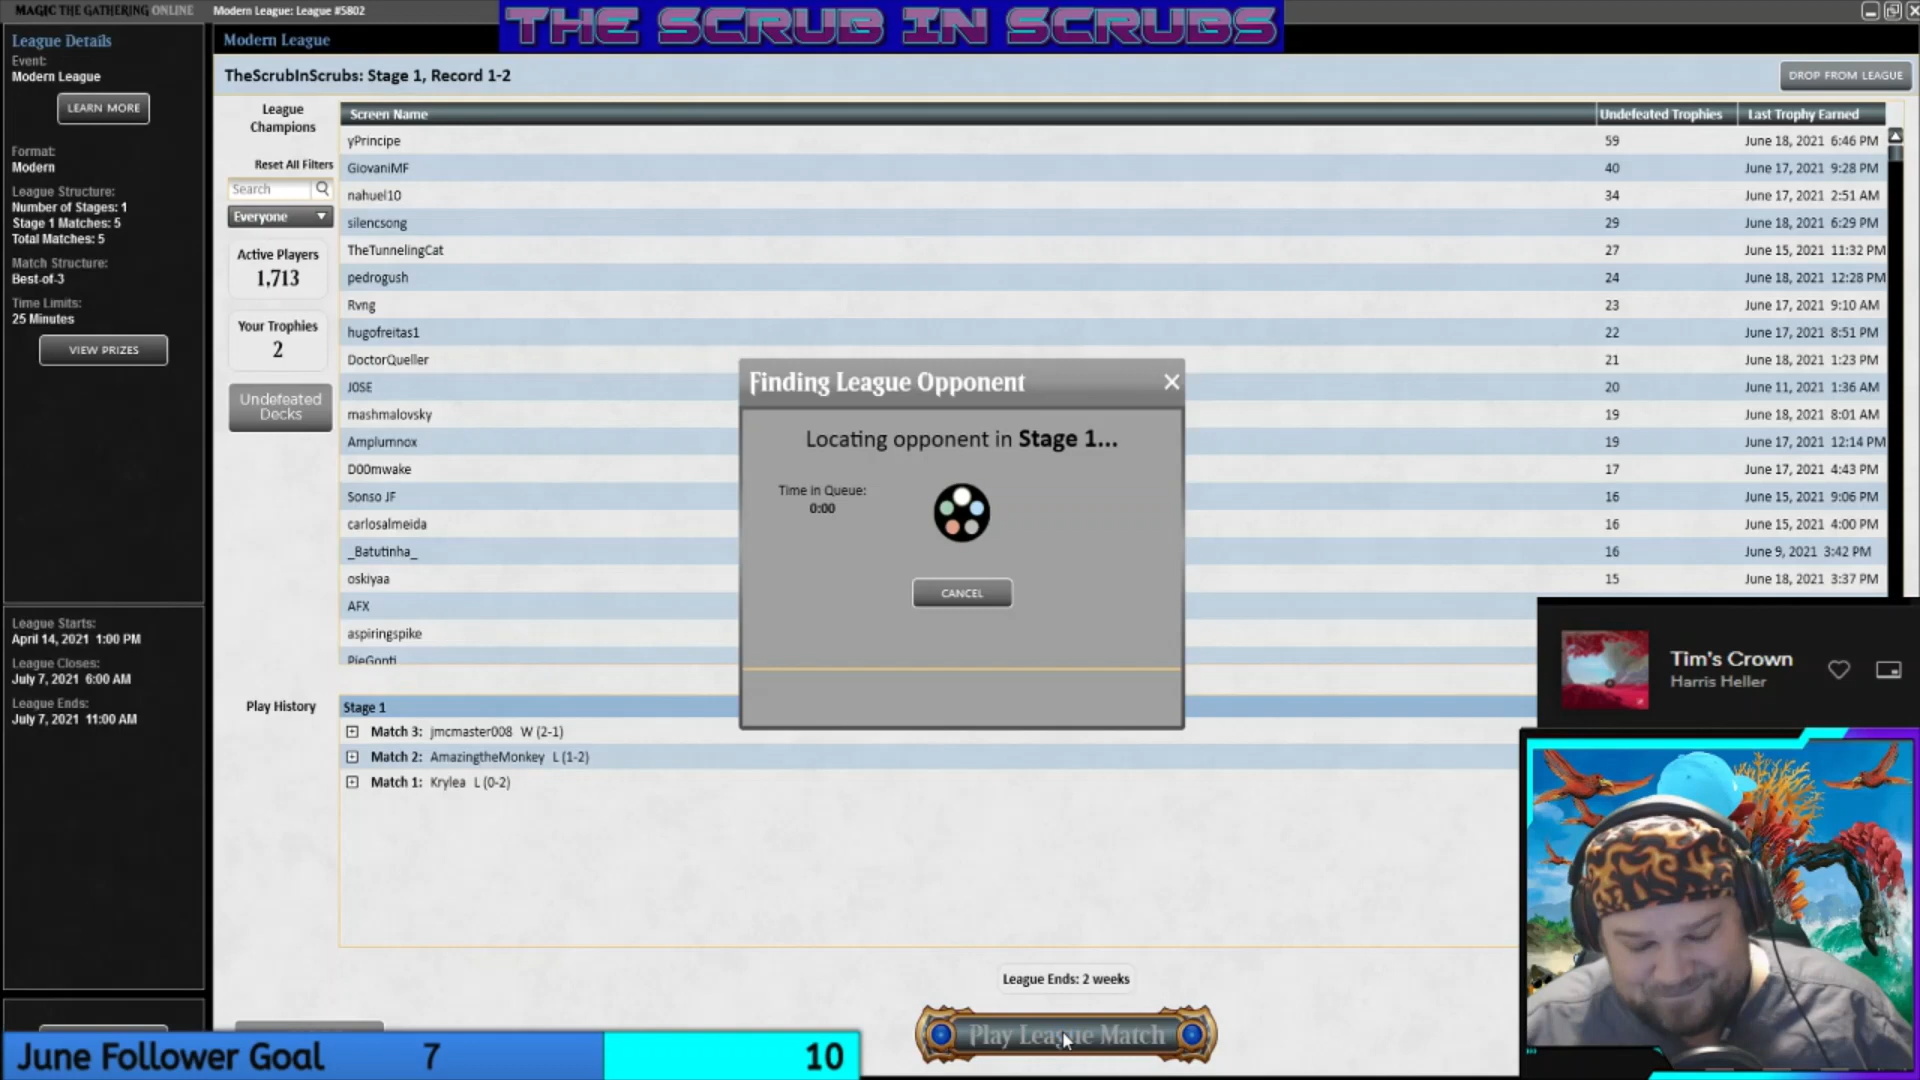 MAGIC THE GATHERING ONLINE
Modern League: League #5802
THE SCRUB IN SCRUBS
League Details
Event:
Modern League
LEARN MORE
Format:
Modern
League Structure:
Number of Stages: 1
Stage 1 Matches: 5
Total Matches: 5
Match Structure:
Best-of-3
Time Limits:
25 Minutes
VIEW PRIZES
League Starts:
April 14, 2021 1:00 PM
League Closes:
July 7, 2021 6:00 AM
League Ends:
July 7, 2021 11:00 AM
Modern League
TheScrubInScrubs: Stage 1, Record 1-2
DROP FROM LEAGUE
League
Champions
Reset All Filters
Search
Everyone
Active Players
1,713
Your Trophies
2
Undefeated
Decks
Screen Name Undefeated Trophies Last Trophy Earned
yPrincipe 59 June 18, 2021 6:46 PM
GiovaniMF 40 June 17, 2021 9:28 PM
nahuel10 34 June 17, 2021 2:51 AM
silencsong 29 June 18, 2021 6:29 PM
TheTunnelingCat 27 June 15, 2021 11:32 PM
pedrogush 24 June 18, 2021 12:28 PM
Rvng 23 June 17, 2021 9:10 AM
hugofreitas1 22 June 17, 2021 8:51 PM
DoctorQueller 21 June 18, 2021 1:23 PM
JOSE 20 June 11, 2021 1:36 AM
mashmalovsky 19 June 18, 2021 8:01 AM
Amplumnox 19 June 17, 2021 12:14 PM
D00mwake 17 June 17, 2021 4:43 PM
Sonso JF 16 June 15, 2021 9:06 PM
carlosalmeida 16 June 15, 2021 4:00 PM
_Batutinha_ 16 June 9, 2021 3:42 PM
oskiyaa 15 June 18, 2021 3:37 PM
AFX
aspiringspike
PieGonti
Finding League Opponent
Locating opponent in Stage 1...
Time In Queue:
0:00
CANCEL
Tim's Crown
Harris Heller
Play History
Stage 1
Match 3: jmcmaster008 W (2-1)
Match 2: AmazingtheMonkey L (1-2)
Match 1: Krylea L (0-2)
League Ends: 2 weeks
Play League Match
June Follower Goal 7 10